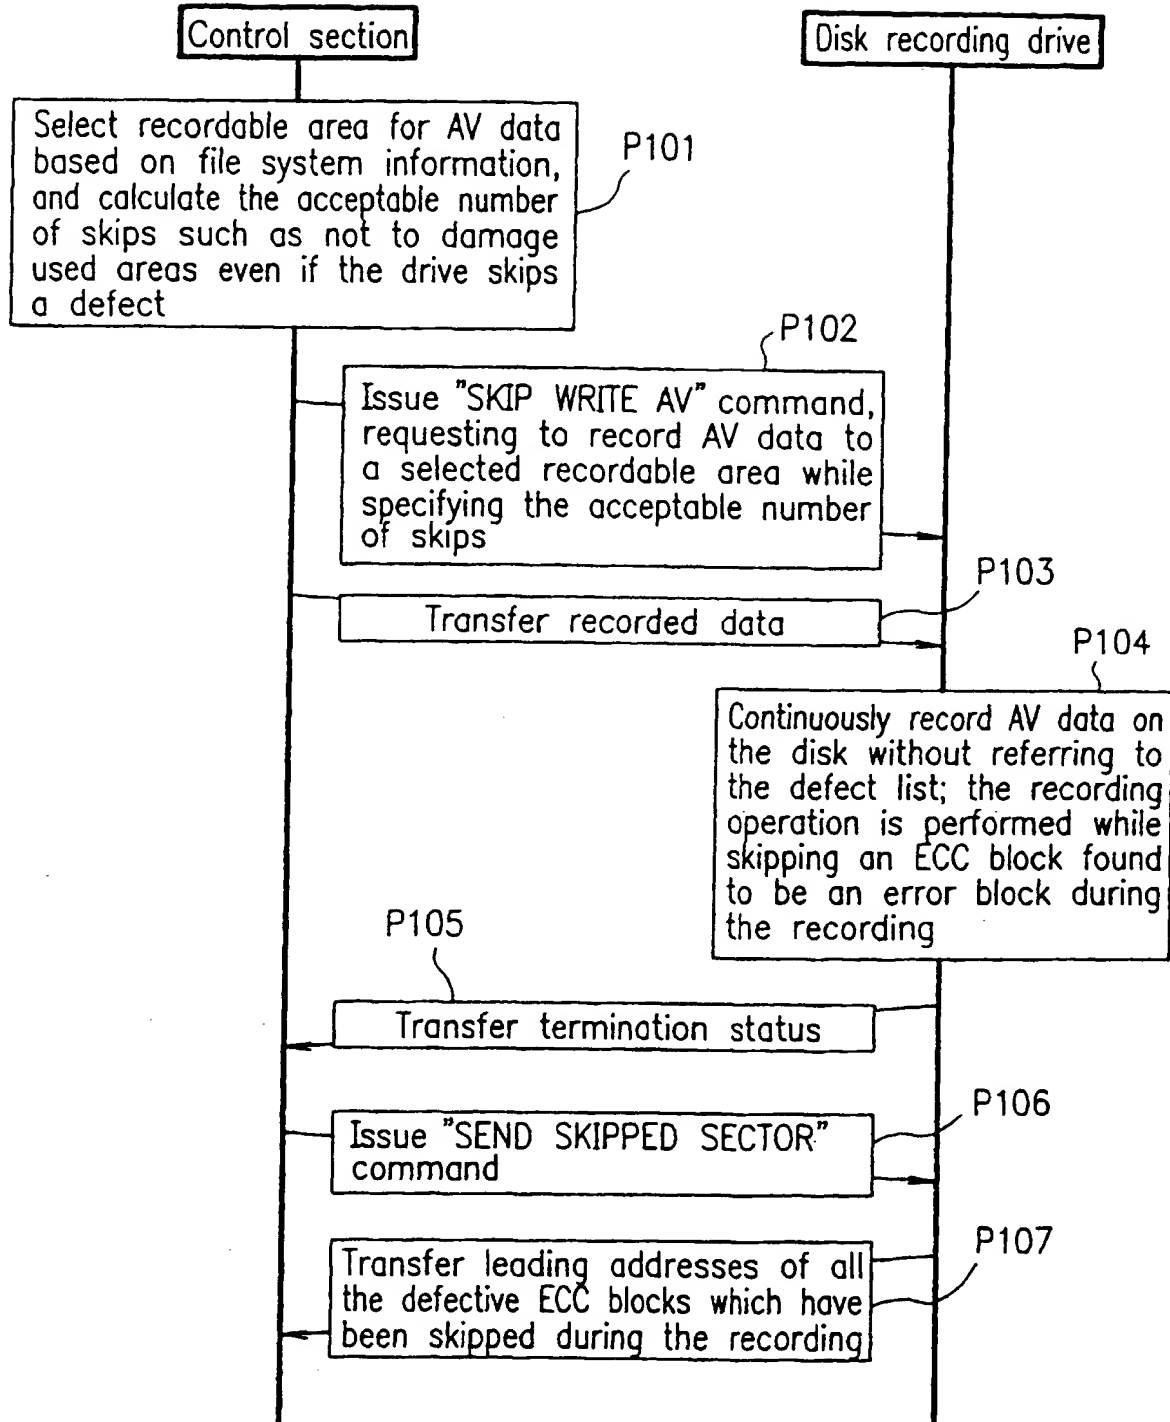 Control section
Disk recording drive
Select recordable area for AV data
based on file system information,
and calculate the acceptable number
of skips such as not to damage
used areas even if the drive skips
a defect
P101
P102
Issue "SKIP WRITE AV" command,
requesting to record AV data to
a selected recordable area while
specifying the acceptable number
of skips
P103
Transfer recorded data
P104
Continuously record AV data on
the disk without referring to
the defect list; the recording
operation is performed while
skipping an ECC block found
to be an error block during
the recording
P105
Transfer termination status
P106
Issue "SEND SKIPPED SECTOR"
command
P107
Transfer leading addresses of all
the defective ECC blocks which have
been skipped during the recording